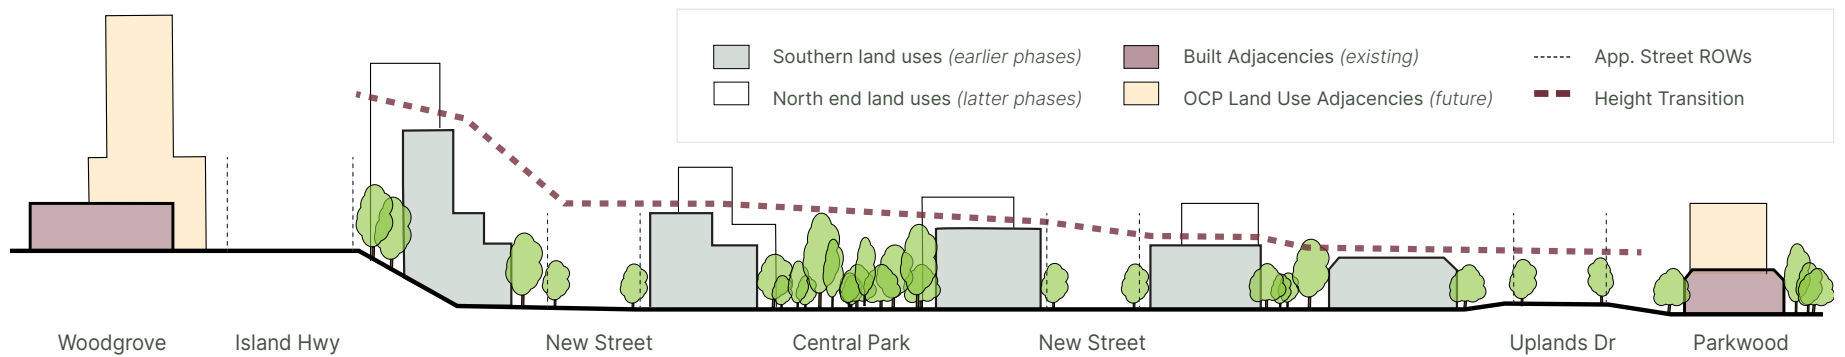 Southern land uses (earlier phases)
Built Adjacencies (existing)
App. Street ROWs
North end land uses (latter phases)
OCP Land Use Adjacencies (future)
Height Transition
Woodgrove
Island Hwy
New Street
Central Park
New Street
Uplands Dr
Parkwood